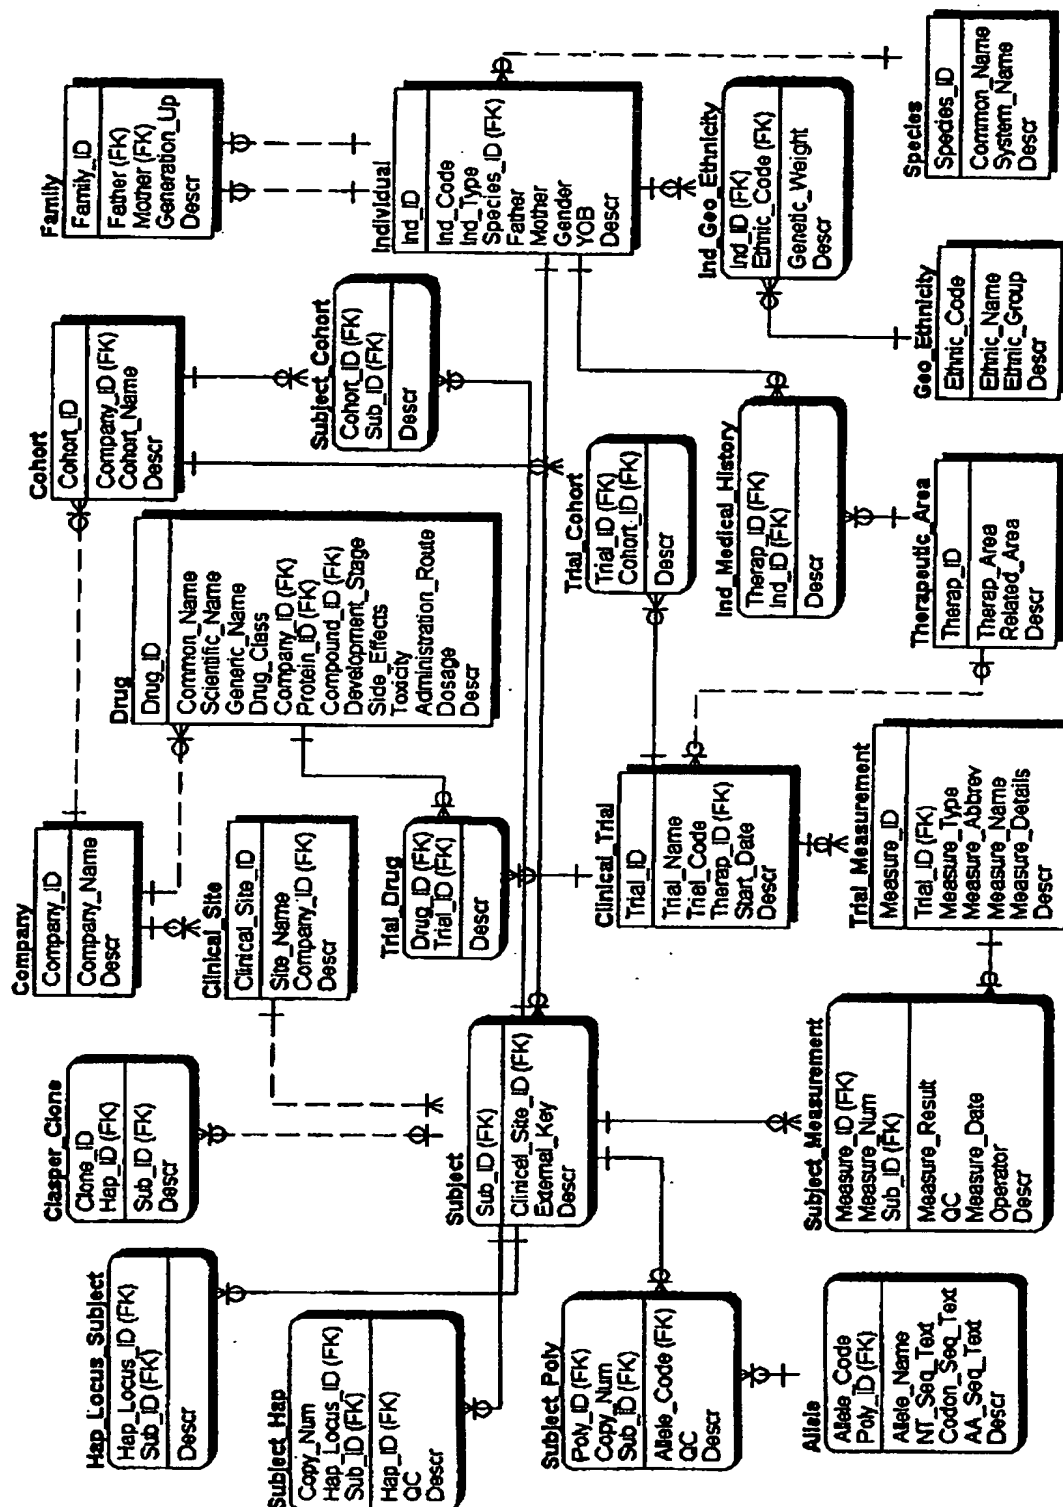 Family
Family_ID
Father (FK)
Mother (FK)
Generation_Up
Descr
Individual
Ind_ID
Ind_Code
Ind_Type
Species_ID (FK)
Father
Mother
Gender
YOB
Descr
Ind_Geo_Ethnicity
Ind_ID (FK)
Ethnic_Code (FK)
Genetic_Weight
Descr
Species
Species_ID
Common_Name
System_Name
Descr
Cohort
Cohort_ID
Company_ID (FK)
Cohort_Name
Descr
Subject_Cohort
Cohort_ID (FK)
Sub_ID (FK)
Descr
Geo_Ethnicity
Ethnic_Code
Ethnic_Name
Ethnic_Group
Descr
Drug
Drug_ID
Common_Name
Scientific_Name
Generic_Name
Drug_Class
Company_ID (FK)
Protein_ID (FK)
Compound_ID (FK)
Development_Stage
Side_Effects
Toxicity
Administration_Route
Dosage
Descr
Trial_Cohort
Trial_ID (FK)
Cohort_ID (FK)
Descr
Ind_Medical_History
Therap_ID (FK)
Ind_ID (FK)
Descr
Therapeutic_Area
Therap_ID
Therap_Area
Related_Area
Descr
Company
Company_ID
Company_Name
Descr
Clinical_Site
Clinical_Site_ID
Site_Name
Company_ID (FK)
Descr
Trial_Drug
Drug_ID (FK)
Trial_ID (FK)
Descr
Clinical_Trial
Trial_ID
Trial_Name
Trial_Code
Therap_ID (FK)
Start_Date
Descr
Trial_Measurement
Measure_ID
Trial_ID (FK)
Measure_Type
Measure_Abbrev
Measure_Name
Measure_Details
Descr
Clasper_Clone
Clone_ID
Hap_ID (FK)
Sub_ID (FK)
Descr
Subject
Sub_ID (FK)
Clinical_Site_ID (FK)
External_Key
Descr
Subject_Measurement
Measure_ID (FK)
Measure_Num
Sub_ID (FK)
Measure_Result
QC
Measure_Date
Operator
Descr
Hap_Locus_Subject
Hap_Locus_ID (FK)
Sub_ID (FK)
Descr
Subject_Hap
Copy_Num
Hap_Locus_ID (FK)
Sub_ID (FK)
Hap_ID (FK)
QC
Descr
Subject_Poly
Poly_ID (FK)
Copy_Num
Sub_ID (FK)
Allele_Code (FK)
QC
Descr
Allele
Allele_Code
Poly_ID (FK)
Allele_Name
NT_Seq_Text
Codon_Seq_Text
AA_Seq_Text
Descr